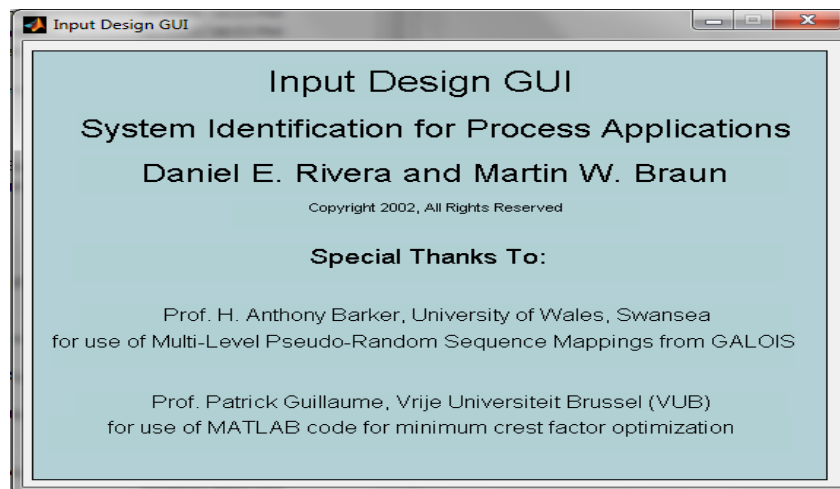 Input Design GUI
Input Design GUI
System Identification for Process Applications
Daniel E. Rivera and Martin W. Braun
Copyright 2002, All Rights Reserved
Special Thanks To:
Prof. H. Anthony Barker, University of Wales, Swansea
for use of Multi-Level Pseudo-Random Sequence Mappings from GALOIS
Prof. Patrick Guillaume, Vrije Universiteit Brussel (VUB)
for use of MATLAB code for minimum crest factor optimization